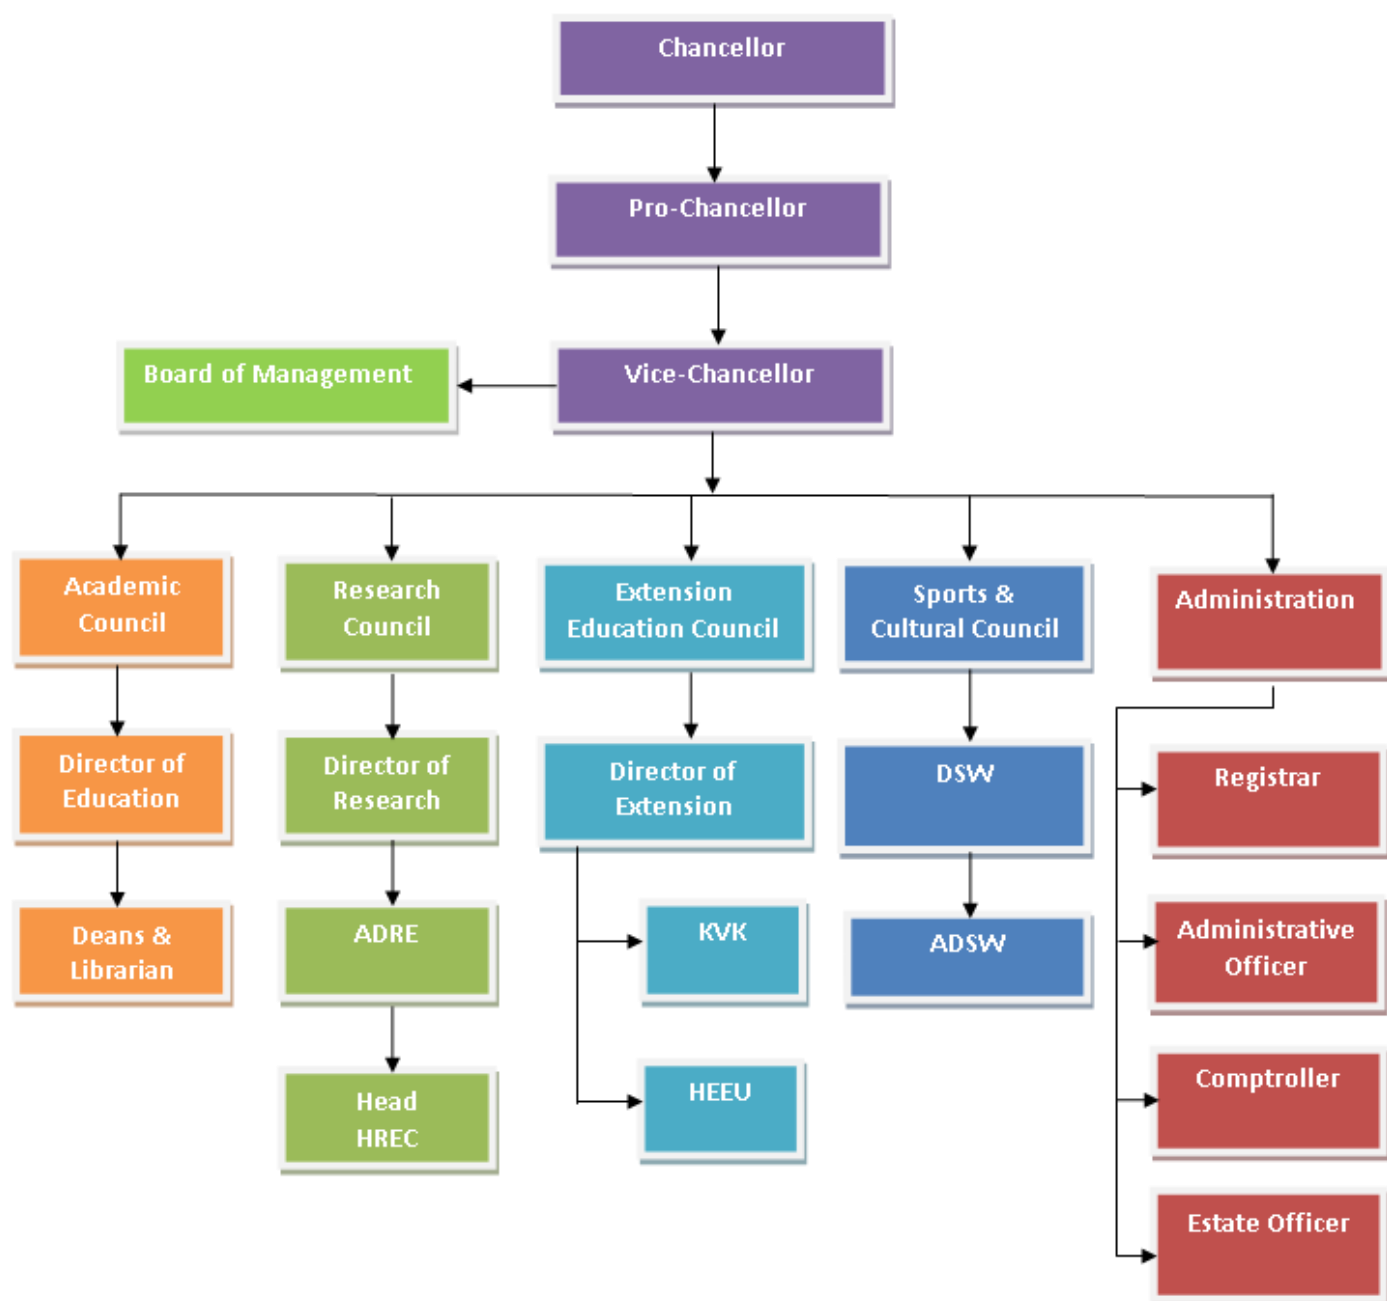 Chancellor
Pro-Chancellor
Board of Management
Vice-Chancellor
Academic
Council
Research
Council
Extension
Education Council
Sports &
Cultural Council
Administration
Director of
Education
Director of
Research
Director of
Extension
DSW
Registrar
Deans &
Librarian
ADRE
KVK
ADSW
Administrative
Officer
Head
HREC
HEEU
Comptroller
Estate Officer